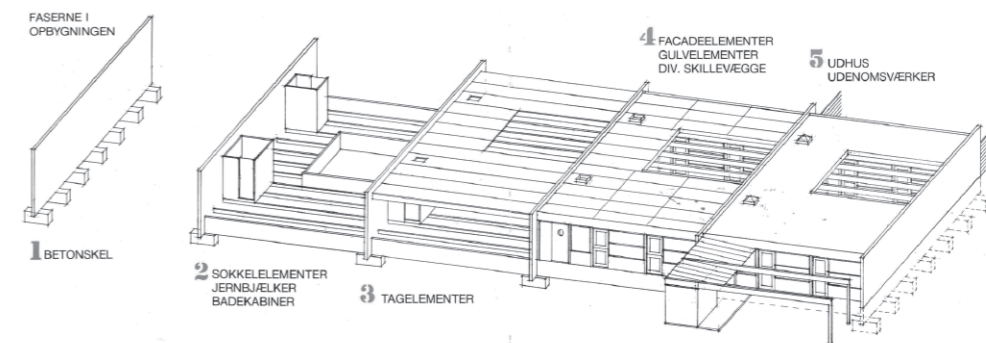 FASERNE I
OPBYGNINGEN
1 BETONSKEL
2 SOKKELELEMENTER
JERNBJÆLKER
BADEKABINER
3 TAGELEMENTER
4 FACADEELEMENTER
GULVELEMENTER
DIV. SKILLEVÆGGE
5 UDHUS
UDENOMSVÆRKER